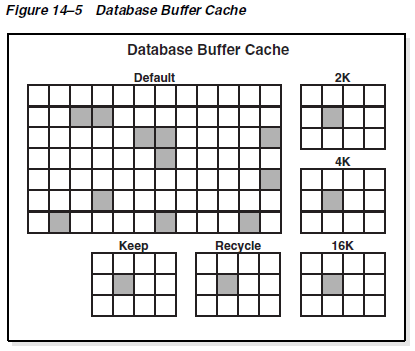 Figure 14–5 Database Buffer Cache
Database Buffer Cache
Default
2K
4K
Keep
Recycle
16K